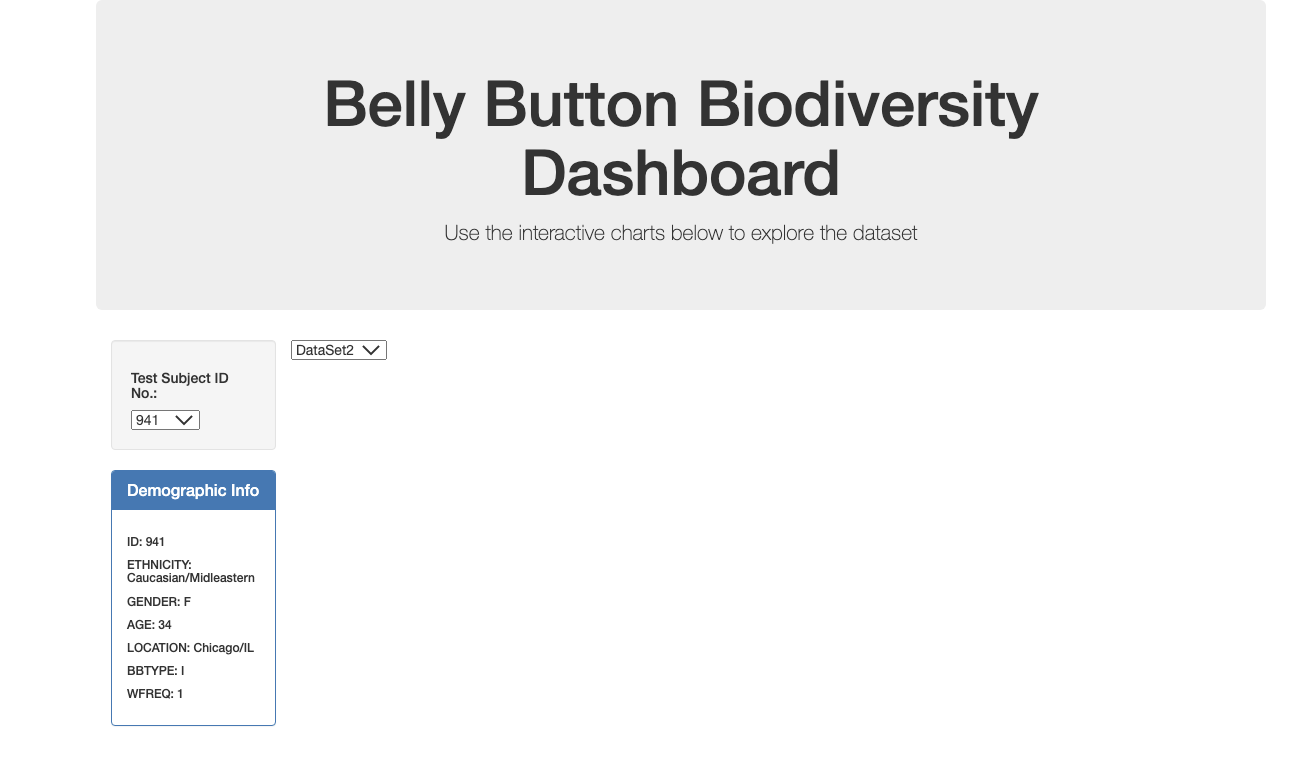 Belly Button Biodiversity
Dashboard
Use the interactive charts below to explore the dataset
Test Subject ID
No.:
941
DataSet2
Demographic Info
ID: 941
ETHNICITY:
Caucasian/Midleastern
GENDER: F
AGE: 34
LOCATION: Chicago/IL
BBTYPE: I
WFREQ: 1